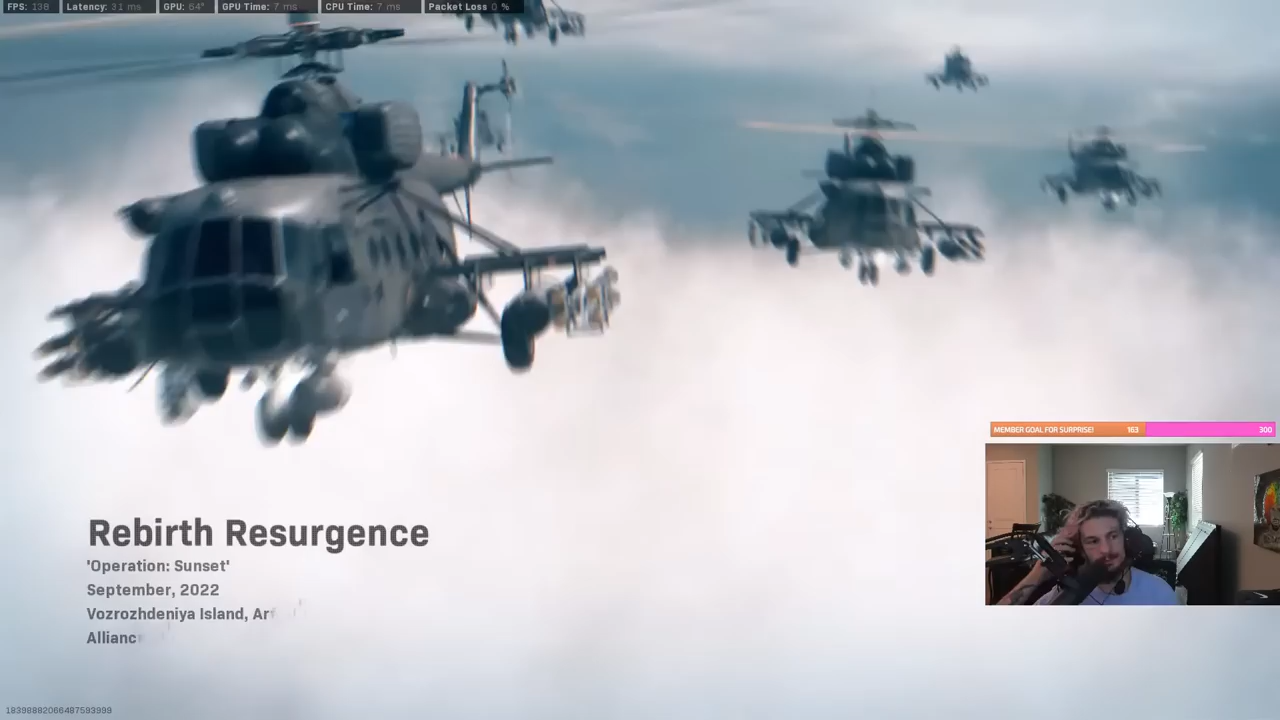 FPS: 138 Latency: 31 ms GPU: 64° GPU Time: 7 ms CPU Time: 7 ms Packet Loss 0 %
MEMBER GOAL FOR SURPRISE! 163 300
Rebirth Resurgence
'Operation: Sunset'
September, 2022
Vozrozhdeniya Island, Ar
Allianc
18398882066487593999